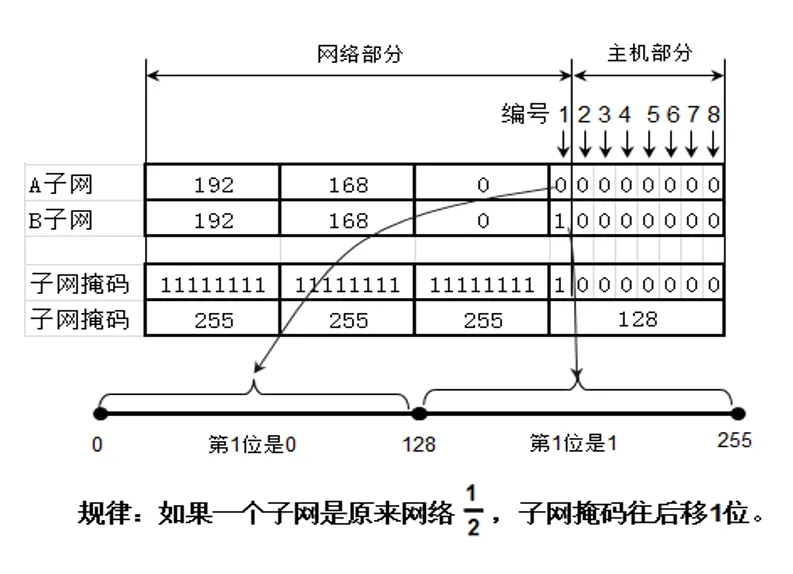 网络部分 主机部分
编号 1 2 3 4 5 6 7 8
A子网 192 168 0 0 0 0 0 0 0 0 0
B子网 192 168 0 1 0 0 0 0 0 0 0
子网掩码 11111111 11111111 11111111 1 0 0 0 0 0 0 0
子网掩码 255 255 255 128
0 第1位是0 128 第1位是1 255
规律：如果一个子网是原来网络 1/2 ，子网掩码往后移1位。